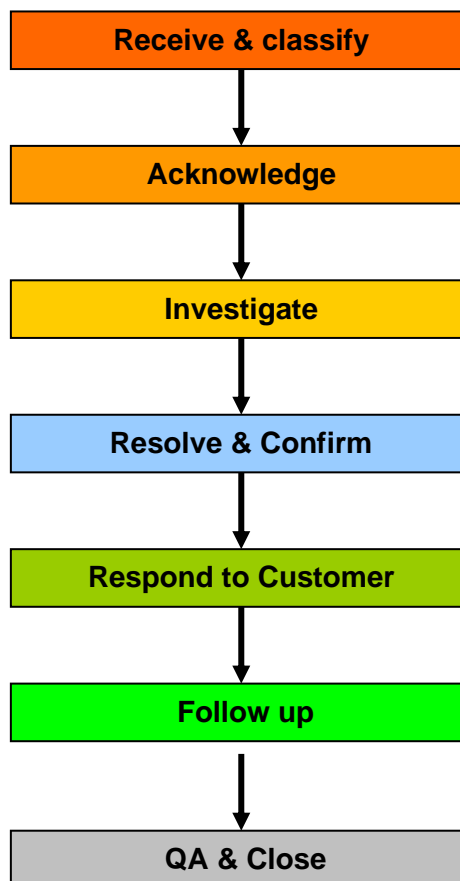 Receive & classify
Acknowledge
Investigate
Resolve & Confirm
Respond to Customer
Follow up
QA & Close